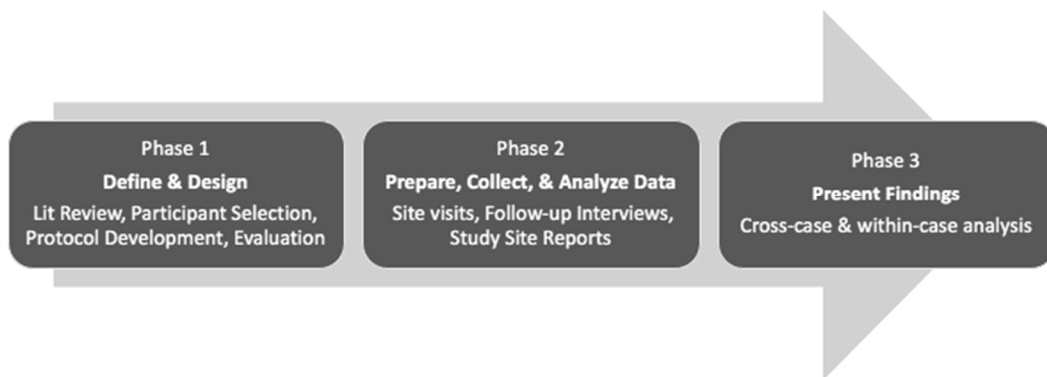 Phase 1
Define & Design
Lit Review, Participant Selection,
Protocol Development, Evaluation
Phase 2
Prepare, Collect, & Analyze Data
Site visits, Follow-up Interviews,
Study Site Reports
Phase 3
Present Findings
Cross-case & within-case analysis